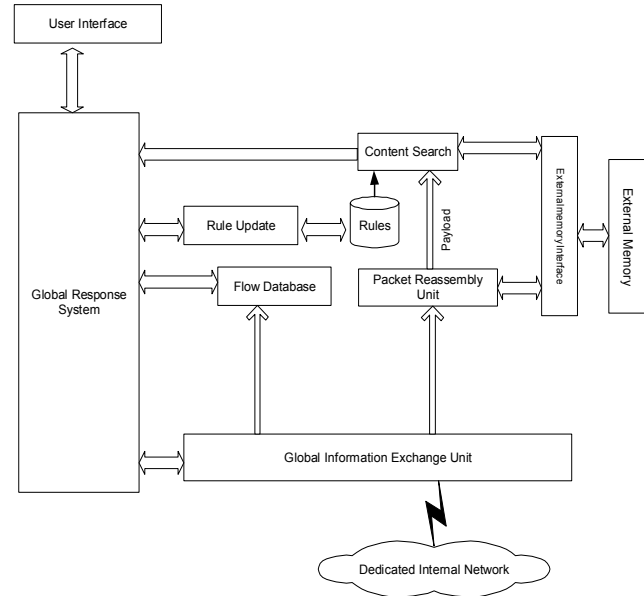 User Interface
Content Search
External memory Interface
External Memory
Rule Update
Rules
Payload
Global Response
System
Flow Database
Packet Reassembly
Unit
Global Information Exchange Unit
Dedicated Internal Network